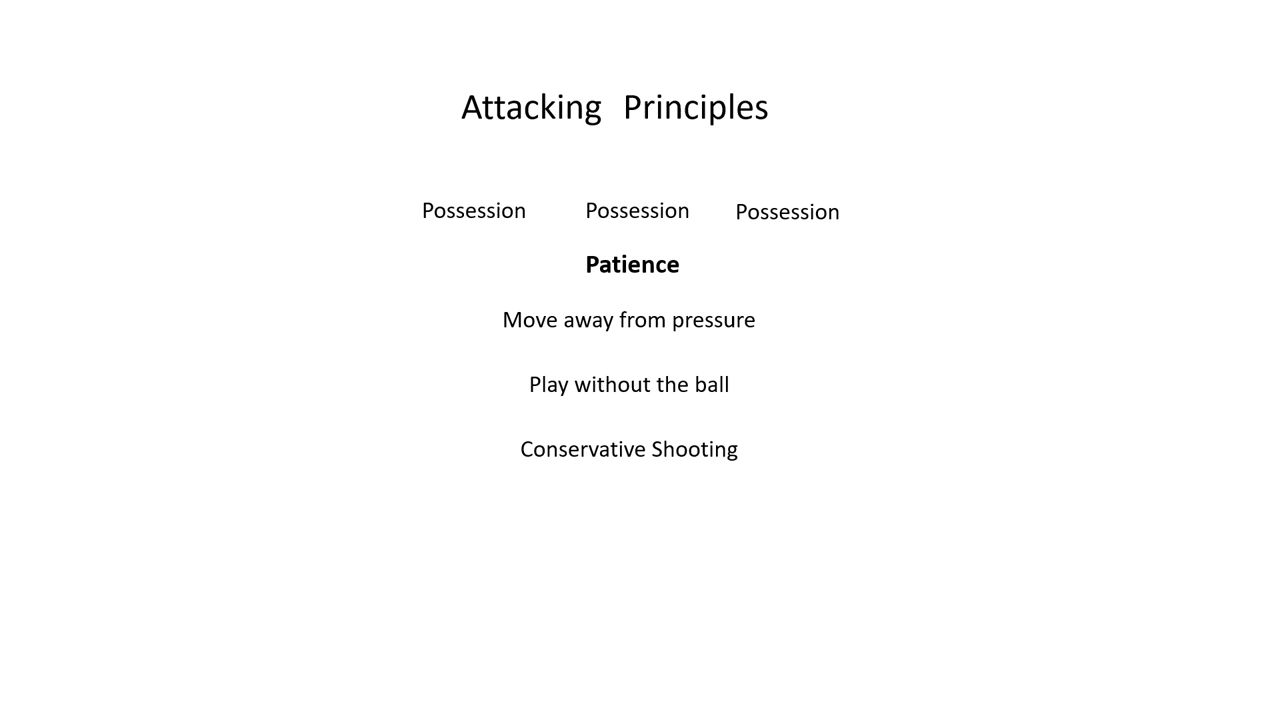 Attacking Principles
Possession Possession Possession
Patience
Move away from pressure
Play without the ball
Conservative Shooting